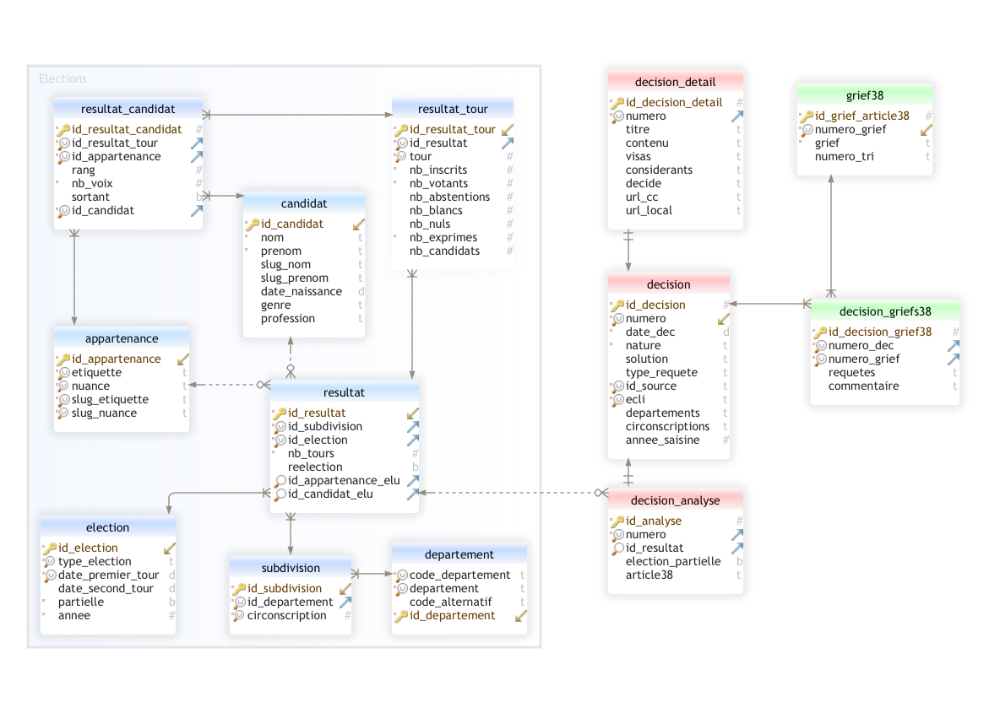 Elections
resultat_candidat
id_resultat_candidat #
id_resultat_tour
id_appartenance
rang #
nb_voix #
sortant b
id_candidat
resultat_tour
id_resultat_tour
id_resultat
tour #
nb_inscrits #
nb_votants #
nb_abstentions #
nb_blancs #
nb_nuls #
nb_exprimes #
nb_candidats #
candidat
id_candidat
nom t
prenom t
slug_nom t
slug_prenom t
date_naissance d
genre t
profession t
appartenance
id_appartenance
etiquette t
nuance t
slug_etiquette t
slug_nuance t
resultat
id_resultat
id_subdivision
id_election
nb_tours #
reelection b
id_appartenance_elu
id_candidat_elu
election
id_election
type_election t
date_premier_tour d
date_second_tour d
partielle b
annee #
subdivision
id_subdivision
id_departement
circonscription #
departement
code_departement t
departement t
code_alternatif t
id_departement
decision_detail
id_decision_detail #
numero
titre t
contenu t
visas t
considerants t
decide t
url_cc t
url_local t
grief38
id_grief_article38 #
numero_grief
grief t
numero_tri t
decision
id_decision #
numero
date_dec d
nature t
solution t
type_requete t
id_source t
ecli t
departements t
circonscriptions t
annee_saisine #
decision_griefs38
id_decision_grief38 #
numero_dec
numero_grief
requetes t
commentaire t
decision_analyse
id_analyse #
numero
id_resultat
election_partielle b
article38 t